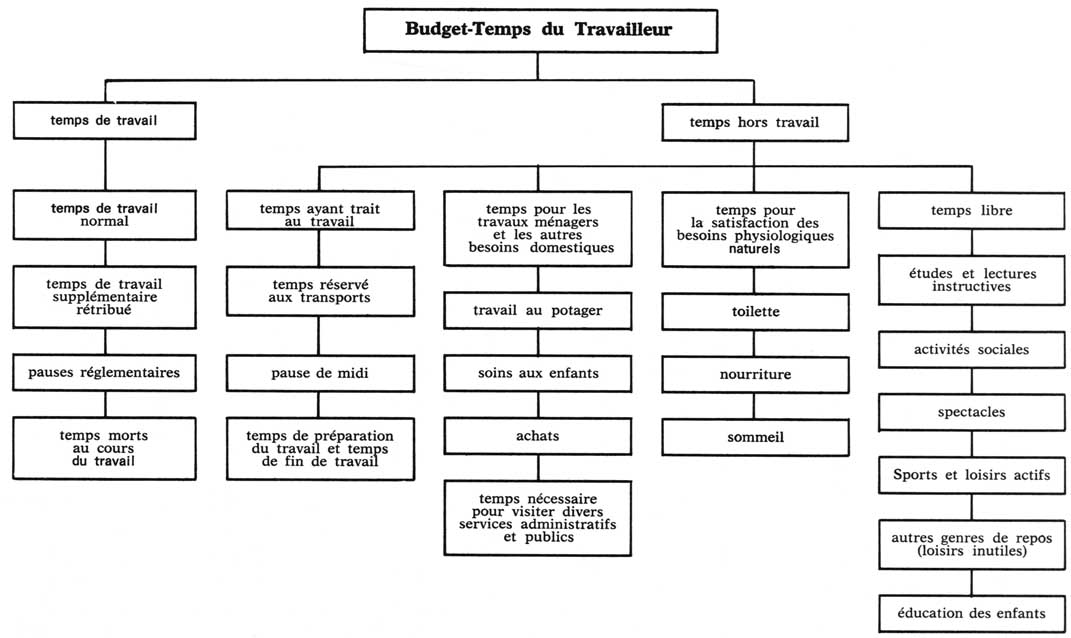 Budget-Temps du Travailleur
temps de travail
temps hors travail
temps de travail
normal
temps de travail
supplémentaire
rétribué
pauses réglementaires
temps morts
au cours
du travail
temps ayant trait
au travail
temps réservé
aux transports
pause de midi
temps de préparation
du travail et temps
de fin de travail
temps pour les
travaux ménagers
et les autres
besoins domestiques
travail au potager
soins aux enfants
achats
temps nécessaire
pour visiter divers
services administratifs
et publics
temps pour
la satisfaction des
besoins physiologiques
naturels
toilette
nourriture
sommeil
temps libre
études et lectures
instructives
activités sociales
spectacles
Sports et loisirs actifs
autres genres de repos
(loisirs inutiles)
éducation des enfants